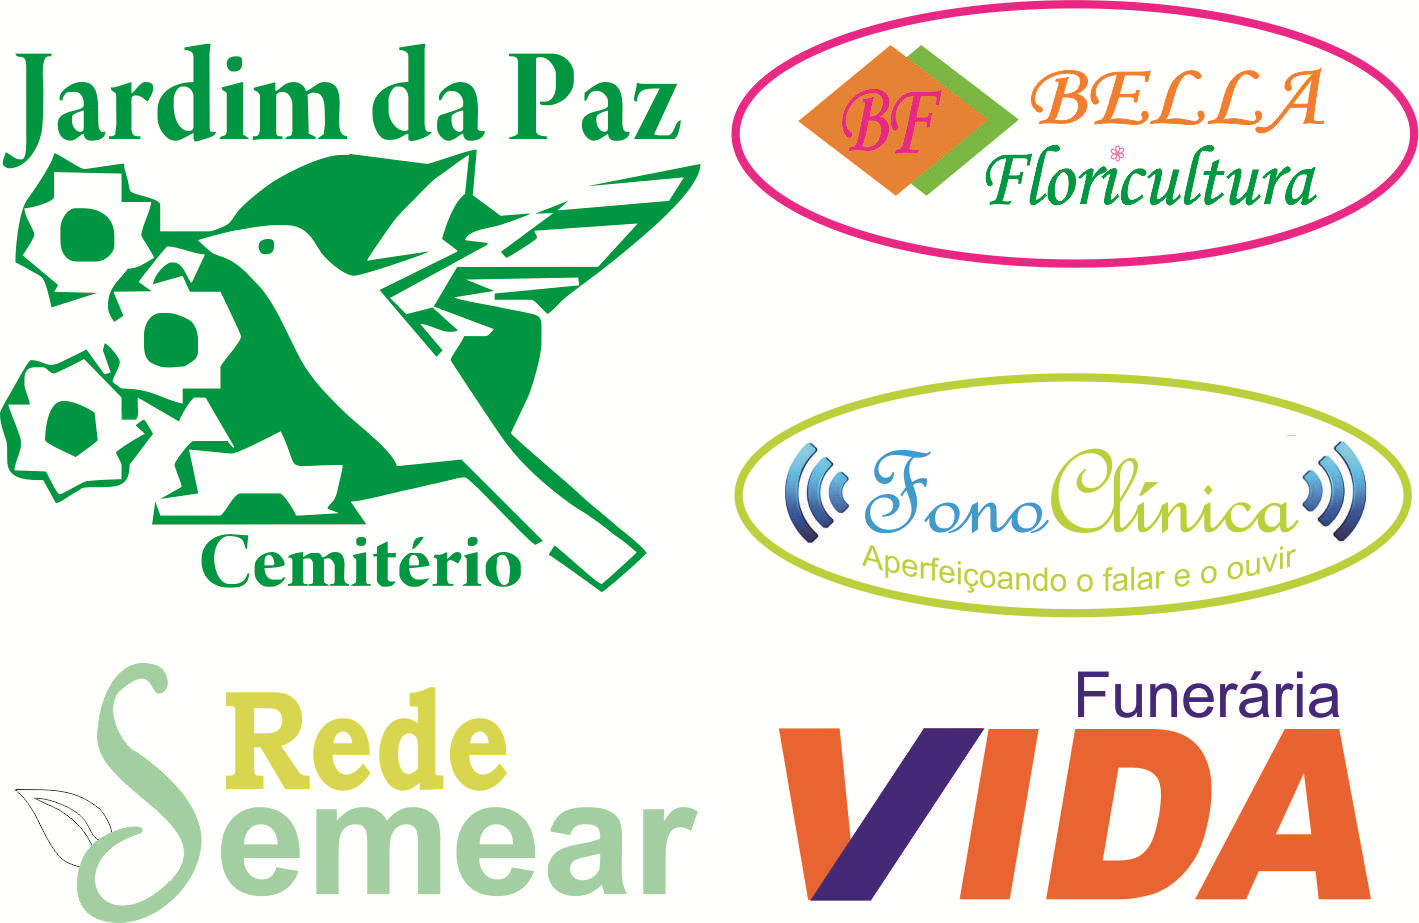 Jardim da Paz
Cemitério
BF
BELLA
Floricultura
FonoClínica
Aperfeiçoando o falar e o ouvir
Rede
Semear
Funerária
VIDA